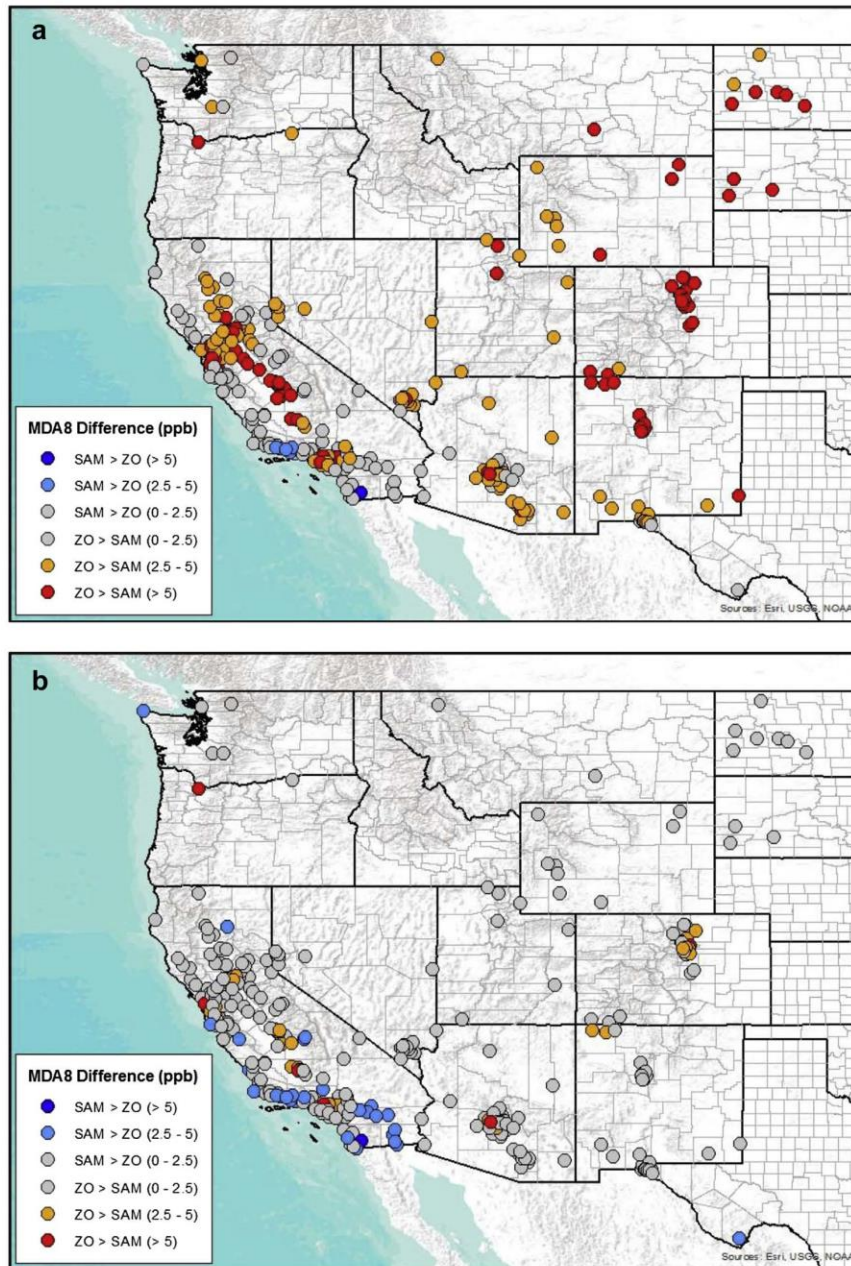 a
MDA8 Difference (ppb)
SAM > ZO (> 5)
SAM > ZO (2.5 - 5)
SAM > ZO (0 - 2.5)
ZO > SAM (0 - 2.5)
ZO > SAM (2.5 - 5)
ZO > SAM (> 5)
Sources: Esri, USGS, NOAA
b
MDA8 Difference (ppb)
SAM > ZO (> 5)
SAM > ZO (2.5 - 5)
SAM > ZO (0 - 2.5)
ZO > SAM (0 - 2.5)
ZO > SAM (2.5 - 5)
ZO > SAM (> 5)
Sources: Esri, USGS, NOAA